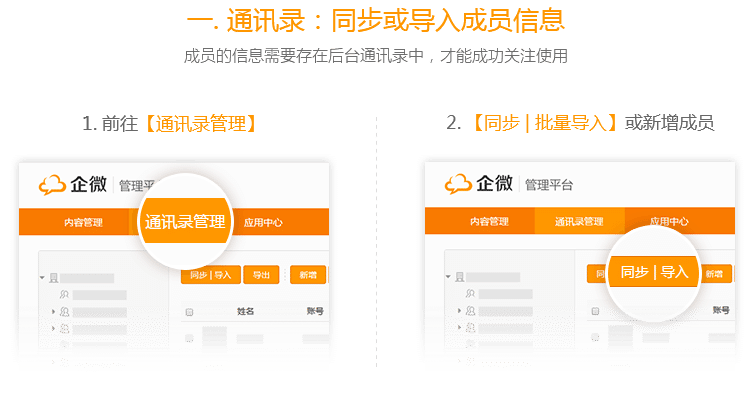 一. 通讯录：同步或导入成员信息
成员的信息需要存在后台通讯录中，才能成功关注使用
1. 前往【通讯录管理】
企微 管理平
内容管理 通讯录管理 应用中心
同步 | 导入 导出 新增
姓名 账号
2. 【同步 | 批量导入】或新增成员
企微 管理平台
内容管理 通讯录管理 应用中心
同步 | 导入 新增
账号